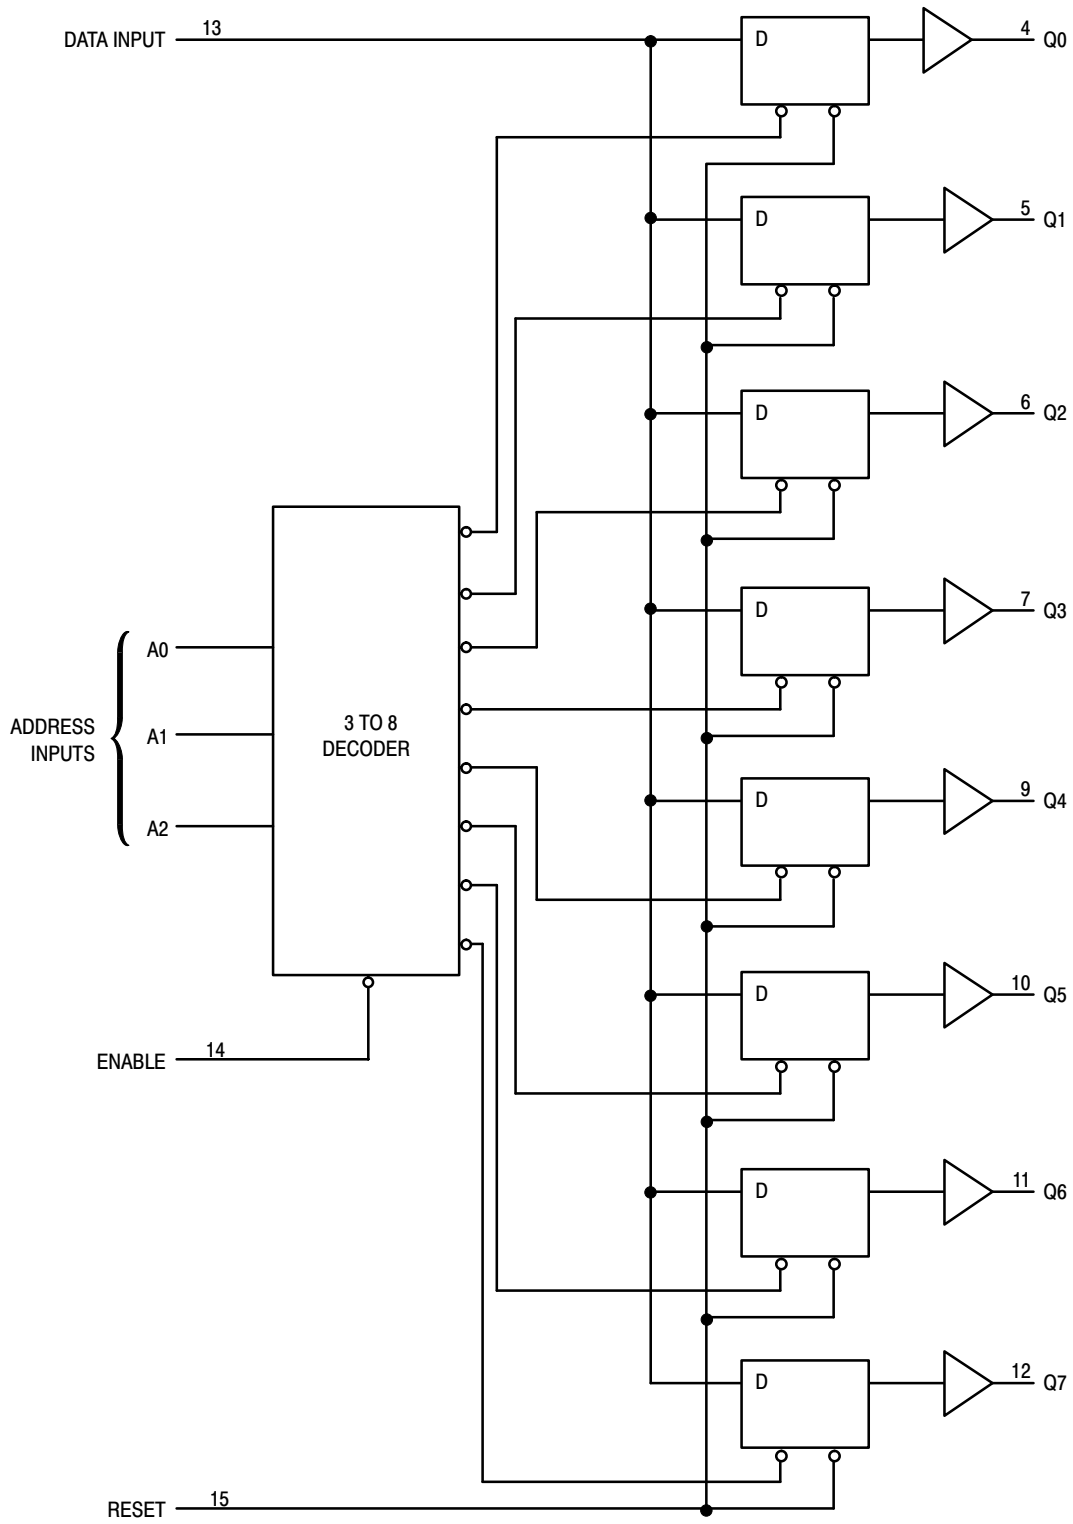 DATA INPUT 13
D
4 Q0
D
5 Q1
D
6 Q2
D
7 Q3
A0
ADDRESS
INPUTS
A1
A2
3 TO 8
DECODER
D
9 Q4
D
10 Q5
ENABLE 14
D
11 Q6
D
12 Q7
RESET 15